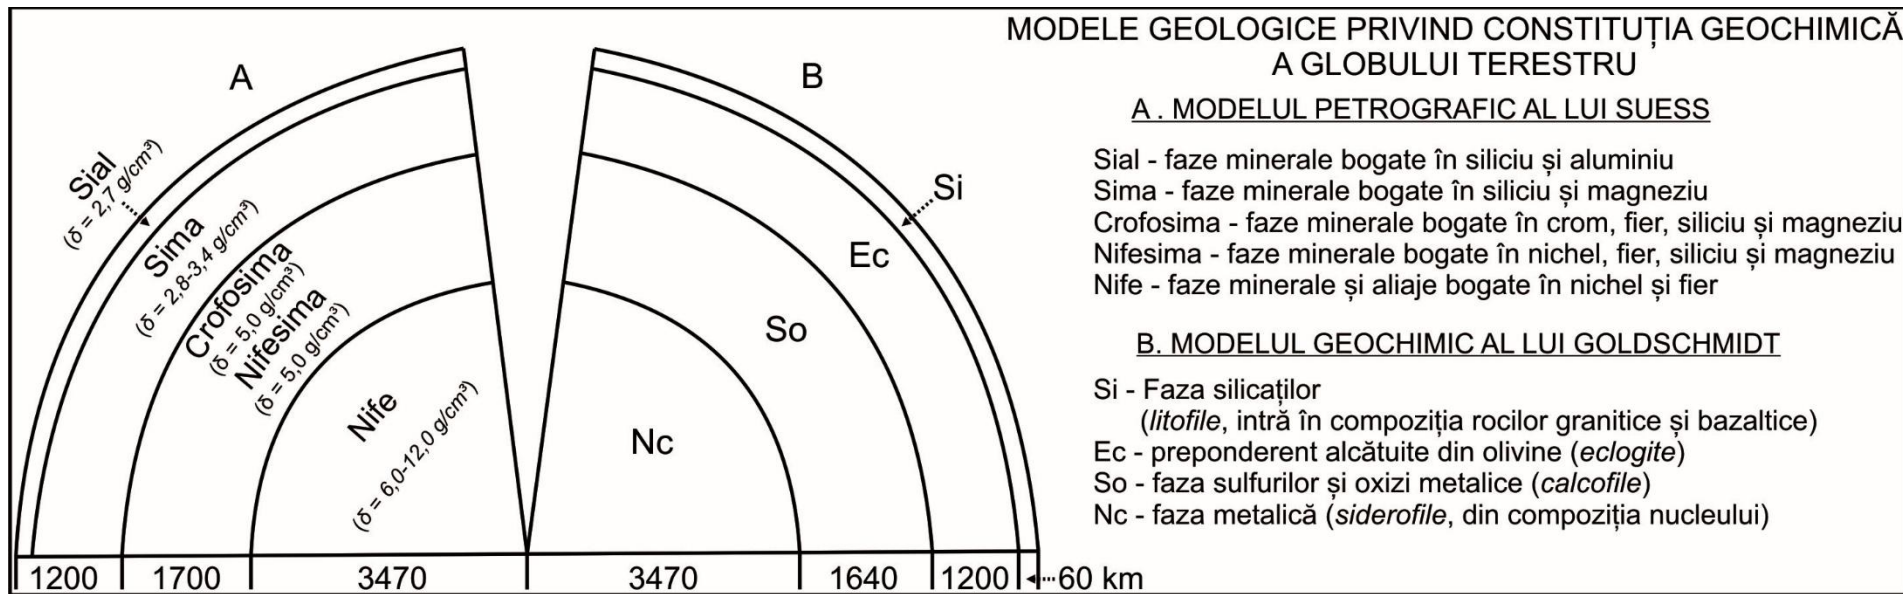 MODELE GEOLOGICE PRIVIND CONSTITUȚIA GEOCHIMICĂ
A GLOBULUI TERESTRU
A
B
Sial
(δ = 2,7 g/cm³)
Sima
(δ = 2,8-3,4 g/cm³)
Crofosima
(δ = 5,0 g/cm³)
Nifesima
(δ = 5,0 g/cm³)
Nife
(δ = 6,0-12,0 g/cm³)
Si
Ec
So
Nc
1200 1700 3470 3470 1640 1200 60 km
A . MODELUL PETROGRAFIC AL LUI SUESS
Sial - faze minerale bogate în siliciu și aluminiu
Sima - faze minerale bogate în siliciu și magneziu
Crofosima - faze minerale bogate în crom, fier, siliciu și magneziu
Nifesima - faze minerale bogate în nichel, fier, siliciu și magneziu
Nife - faze minerale și aliaje bogate în nichel și fier
B. MODELUL GEOCHIMIC AL LUI GOLDSCHMIDT
Si - Faza silicaților
(litofile, intră în compoziția rocilor granitice și bazaltice)
Ec - preponderent alcătuite din olivine (eclogite)
So - faza sulfurilor și oxizi metalice (calcofile)
Nc - faza metalică (siderofile, din compoziția nucleului)